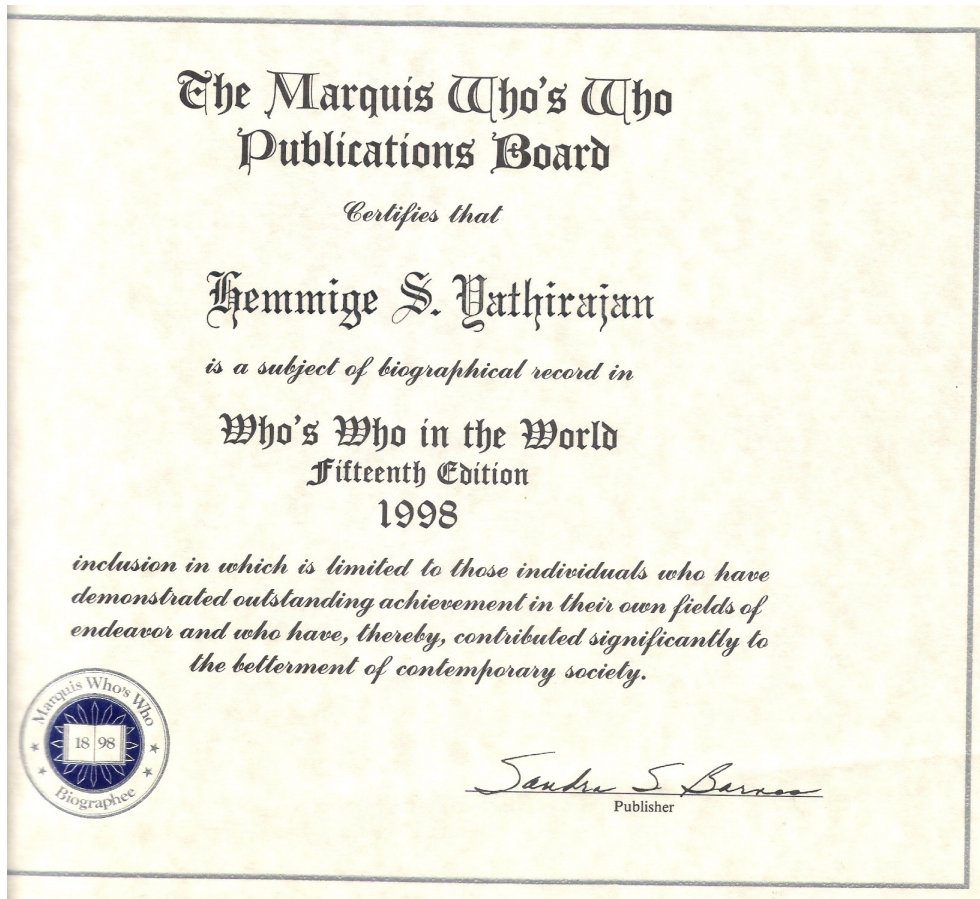 The Marquis Who's Who
Publications Board
Certifies that
Hemmige S. Yathirajan
is a subject of biographical record in
Who's Who in the World
Fifteenth Edition
1998
inclusion in which is limited to those individuals who have
demonstrated outstanding achievement in their own fields of
endeavor and who have, thereby, contributed significantly to
the betterment of contemporary society.
Marquis Who's Who
18 98
Biographee
Sandra S. Barnes
Publisher